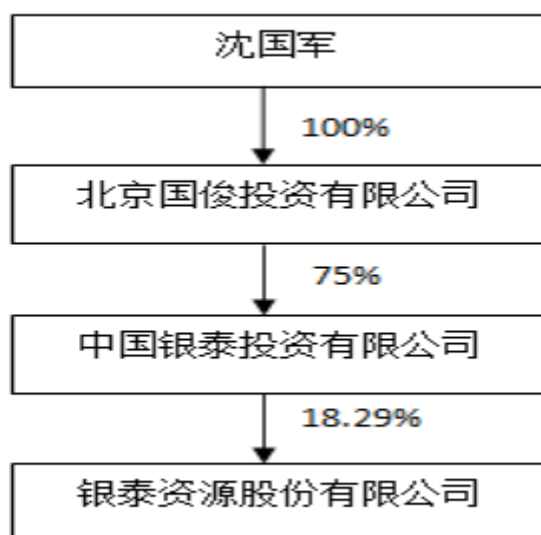 沈国军
100%
北京国俊投资有限公司
75%
中国银泰投资有限公司
18.29%
银泰资源股份有限公司